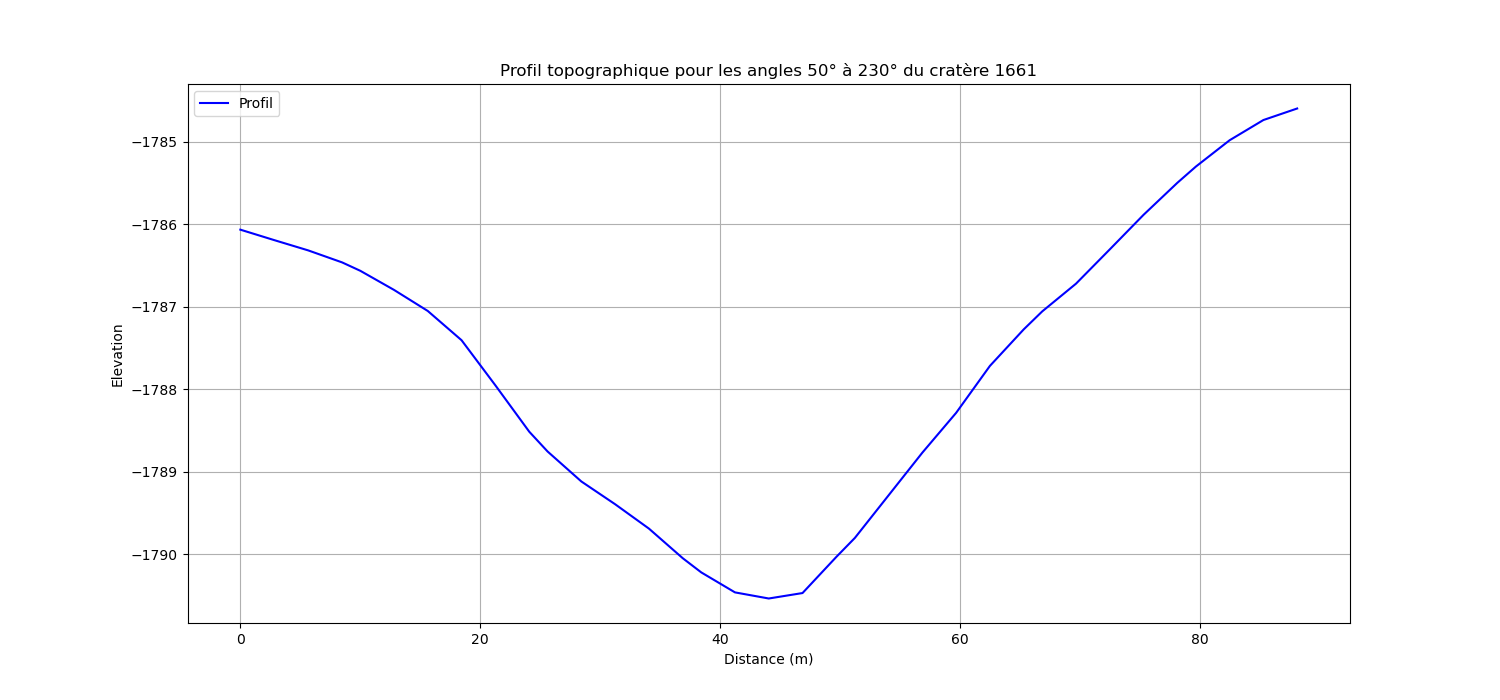 Profil topographique pour les angles 50° à 230° du cratère 1661
Profil
−1785
−1786
−1787
−1788
−1789
−1790
Elevation
0 20 40 60 80
Distance (m)